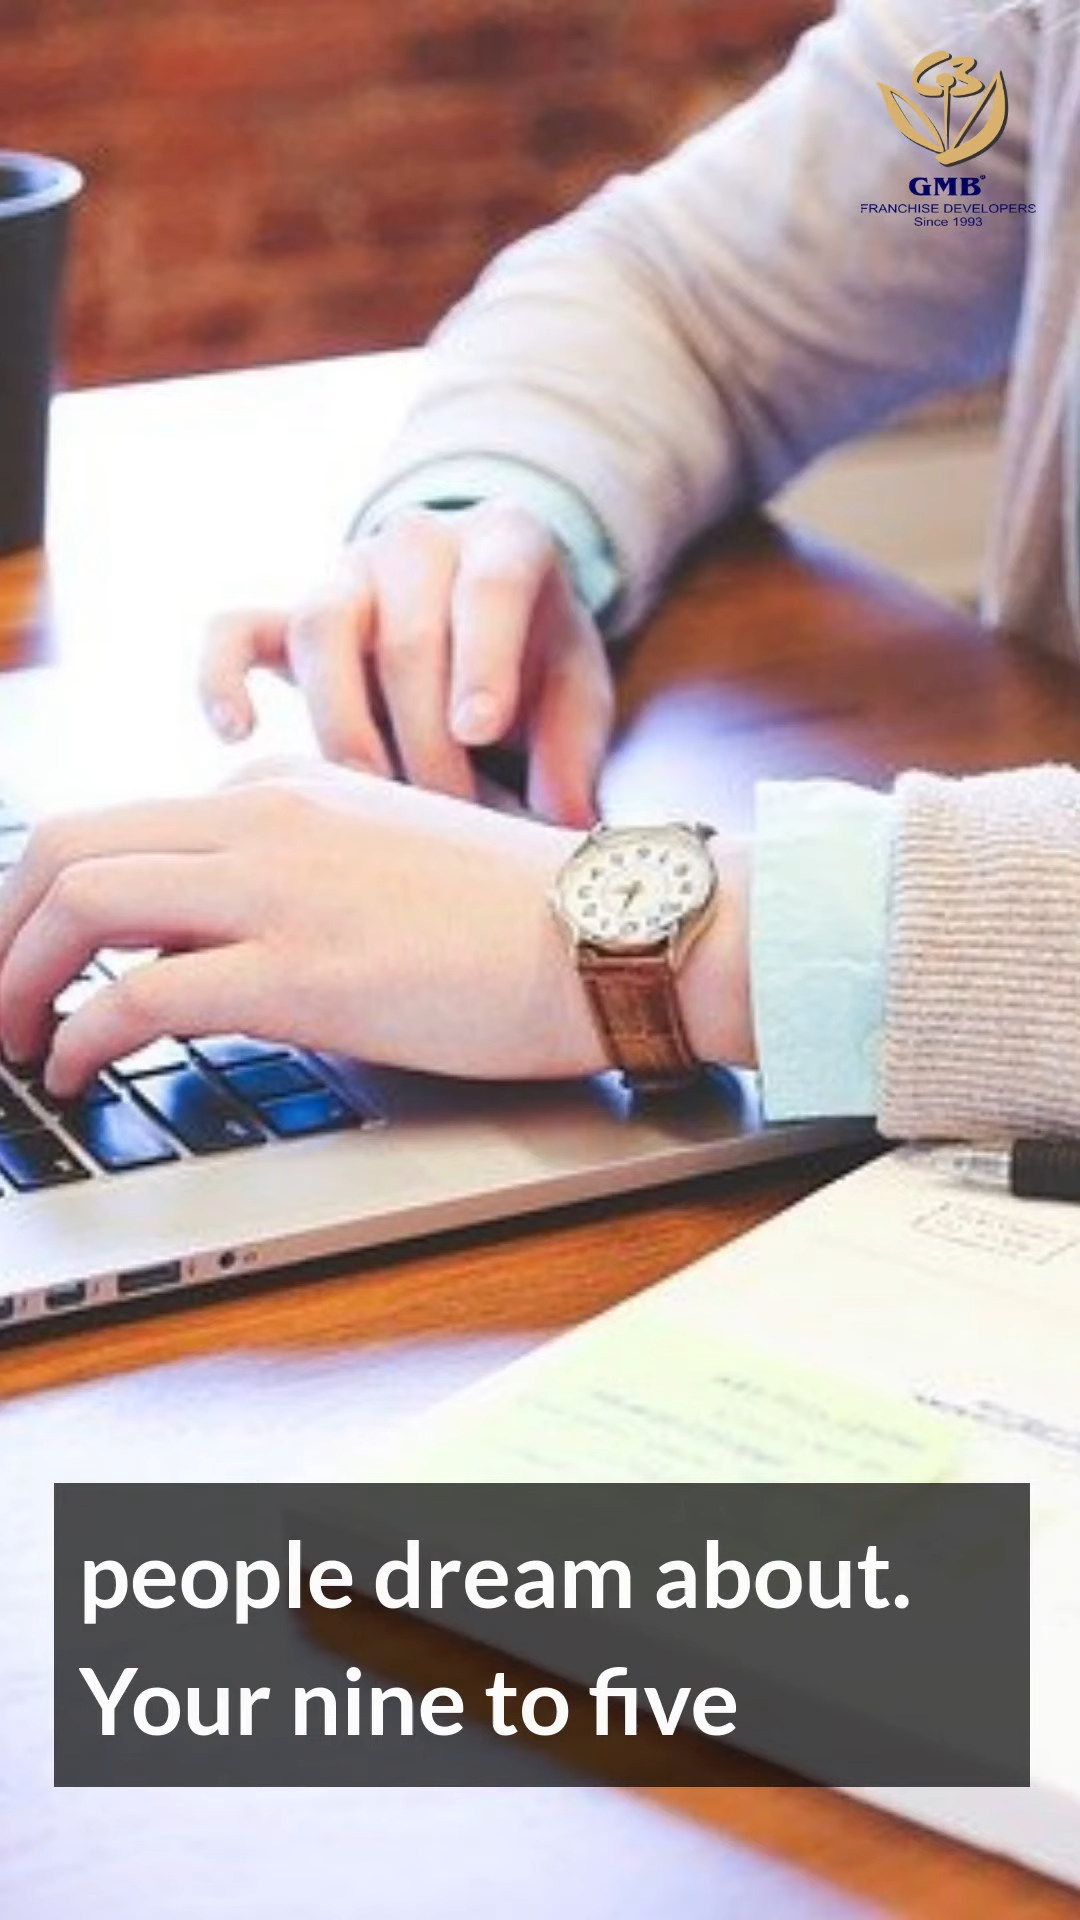 GMB®
FRANCHISE DEVELOPERS
Since 1993
people dream about.
Your nine to five